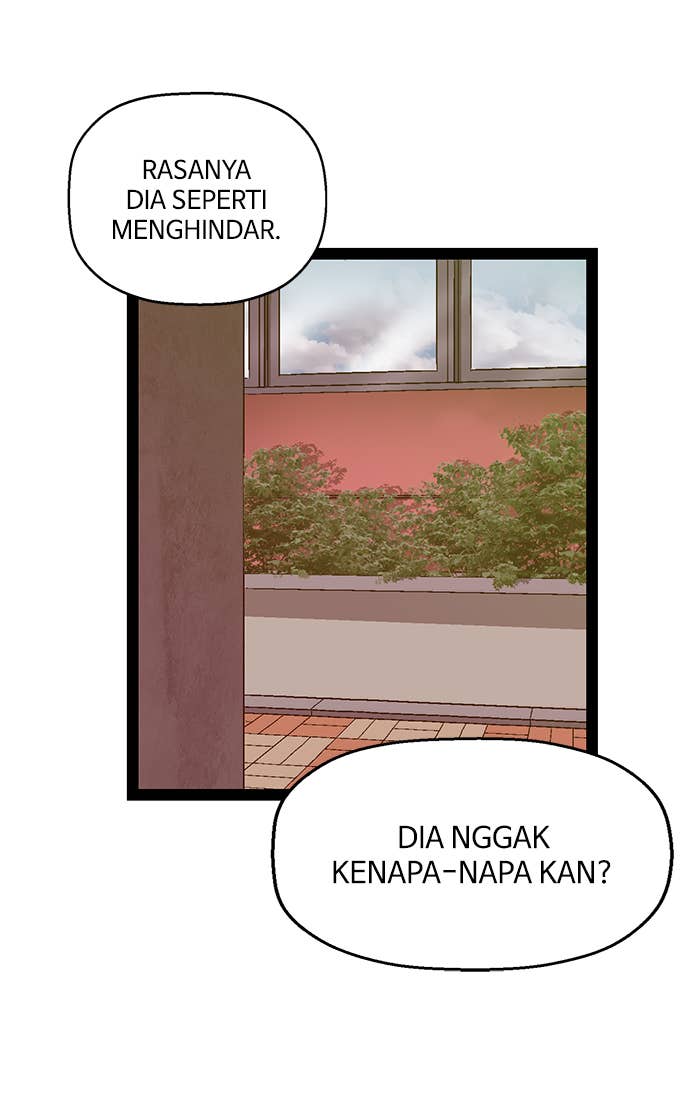 RASANYA
DIA SEPERTI
MENGHINDAR.
DIA NGGAK
KENAPA-NAPA KAN?